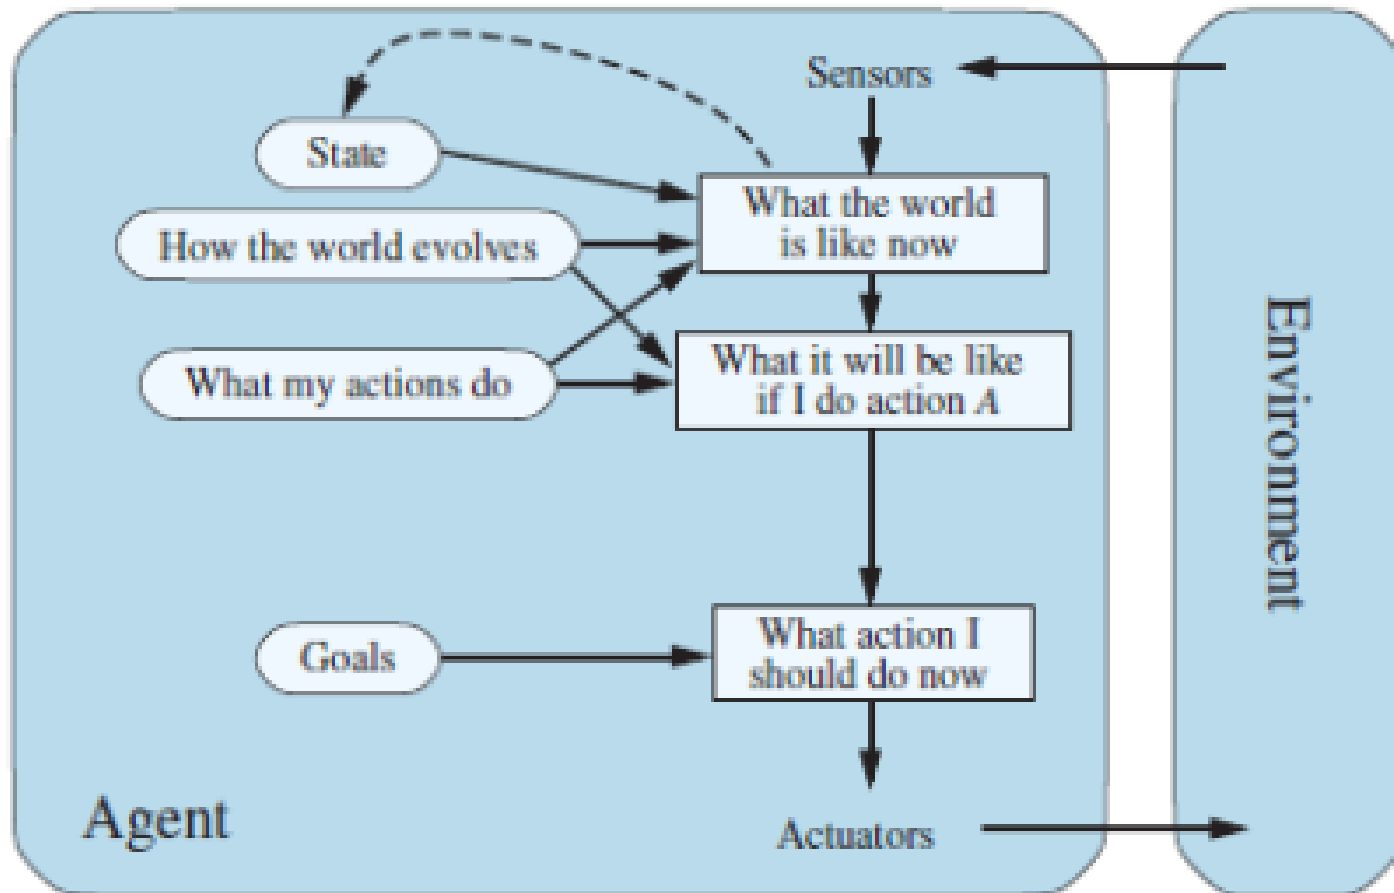 Sensors
State
What the world
is like now
How the world evolves
What my actions do
What it will be like
if I do action A
Goals
What action I
should do now
Agent
Actuators
Environment